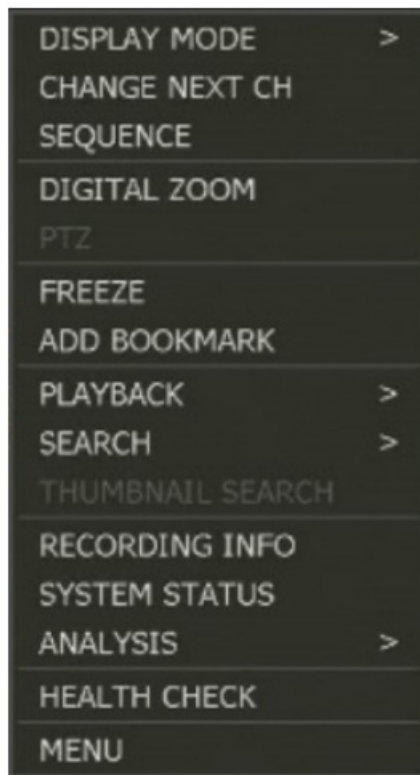 DISPLAY MODE >
CHANGE NEXT CH
SEQUENCE
DIGITAL ZOOM
PTZ
FREEZE
ADD BOOKMARK
PLAYBACK >
SEARCH >
THUMBNAIL SEARCH
RECORDING INFO
SYSTEM STATUS
ANALYSIS >
HEALTH CHECK
MENU